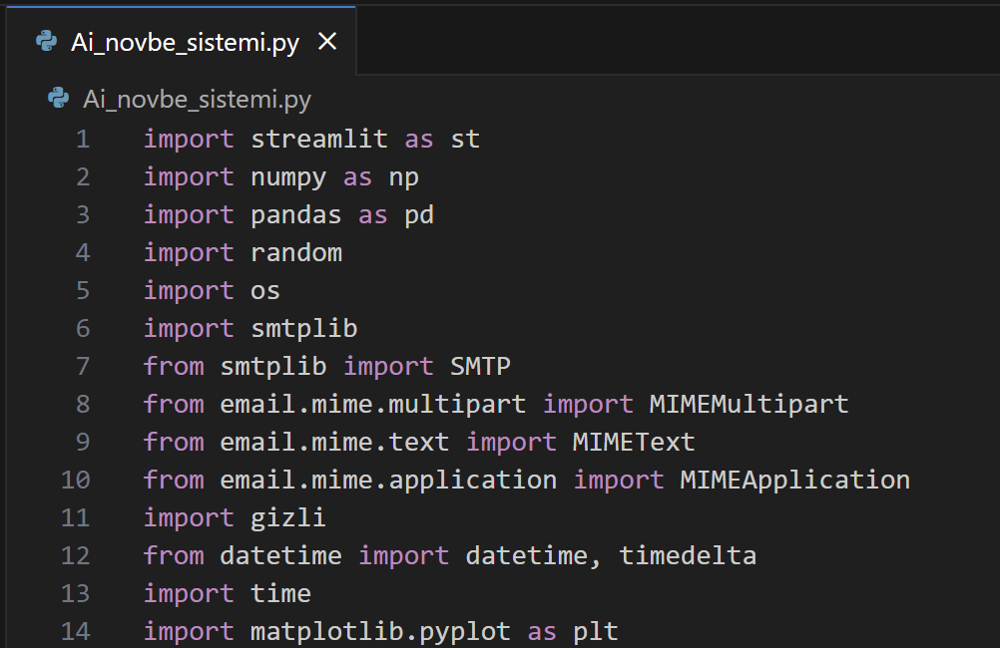 Ai_novbe_sistemi.py ×
Ai_novbe_sistemi.py
1 import streamlit as st
2 import numpy as np
3 import pandas as pd
4 import random
5 import os
6 import smtplib
7 from smtplib import SMTP
8 from email.mime.multipart import MIMEMultipart
9 from email.mime.text import MIMEText
10 from email.mime.application import MIMEApplication
11 import gizli
12 from datetime import datetime, timedelta
13 import time
14 import matplotlib.pyplot as plt